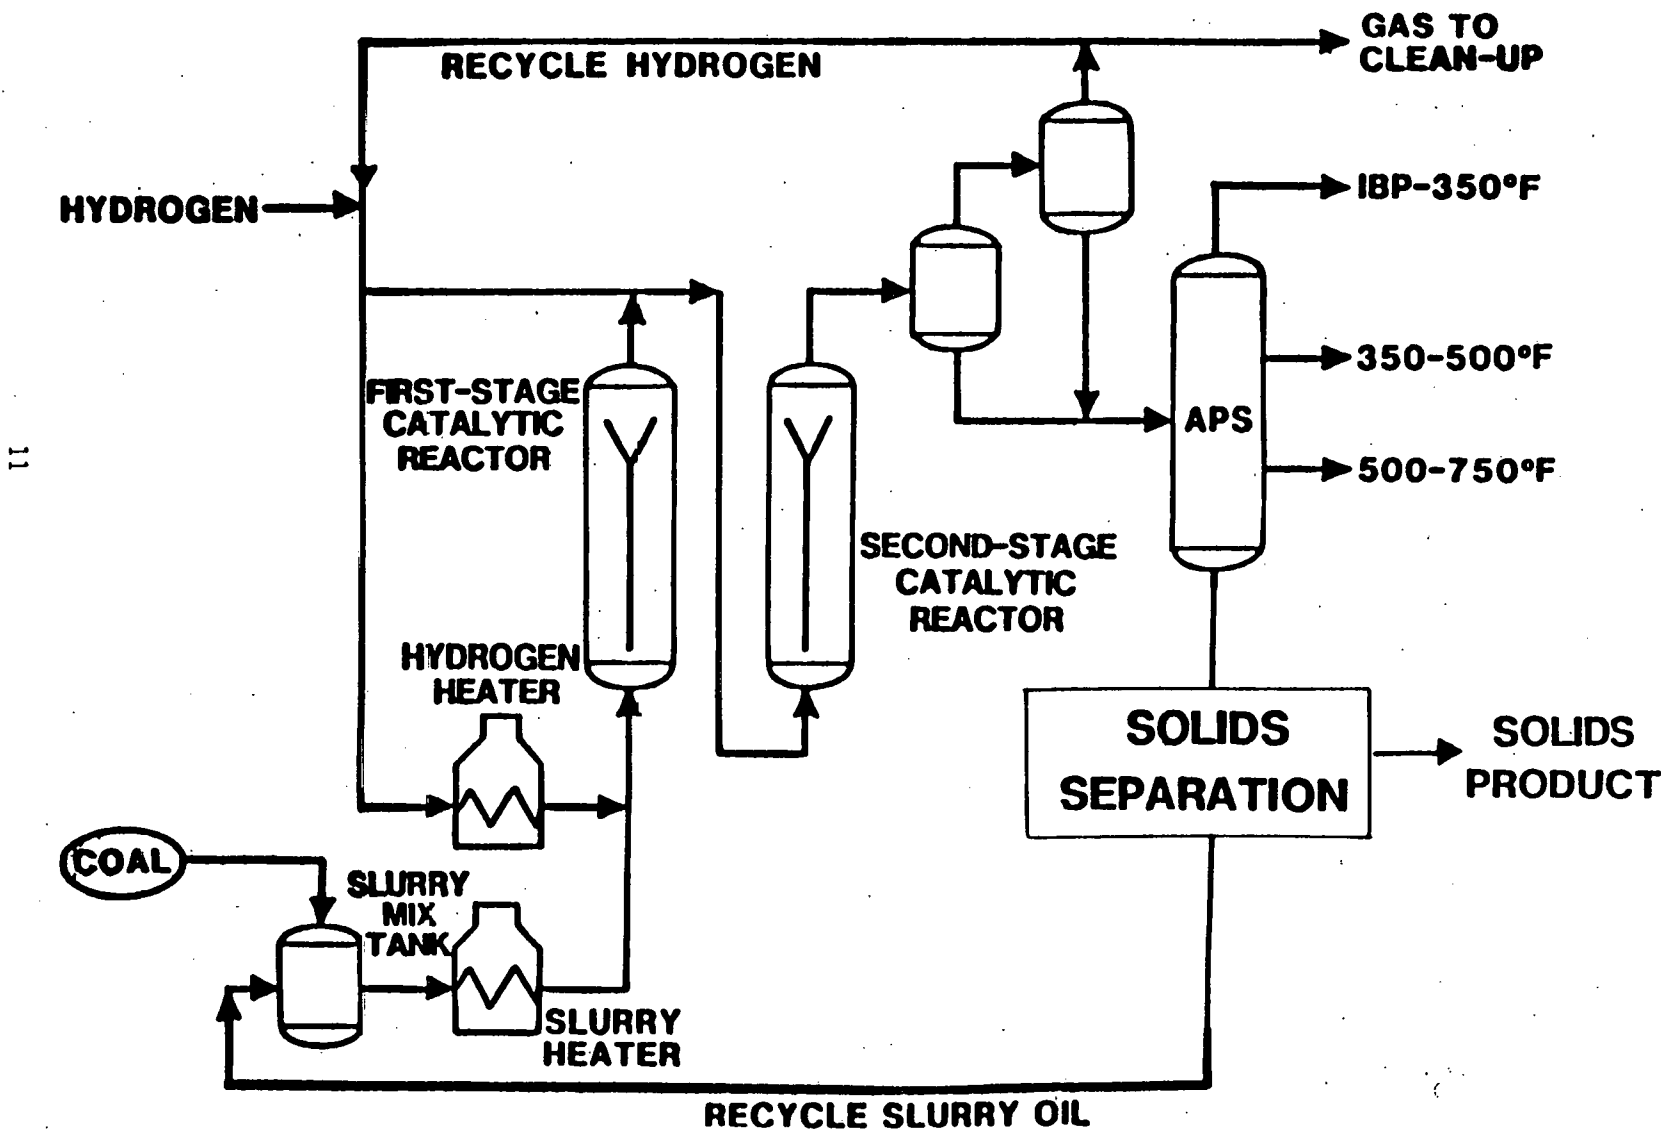 GAS TO
CLEAN-UP
RECYCLE HYDROGEN
HYDROGEN
IBP-350°F
350-500°F
500-750°F
APS
FIRST-STAGE
CATALYTIC
REACTOR
11
SECOND-STAGE
CATALYTIC
REACTOR
HYDROGEN
HEATER
SOLIDS
SEPARATION
SOLIDS
PRODUCT
COAL
SLURRY
MIX
TANK
SLURRY
HEATER
RECYCLE SLURRY OIL